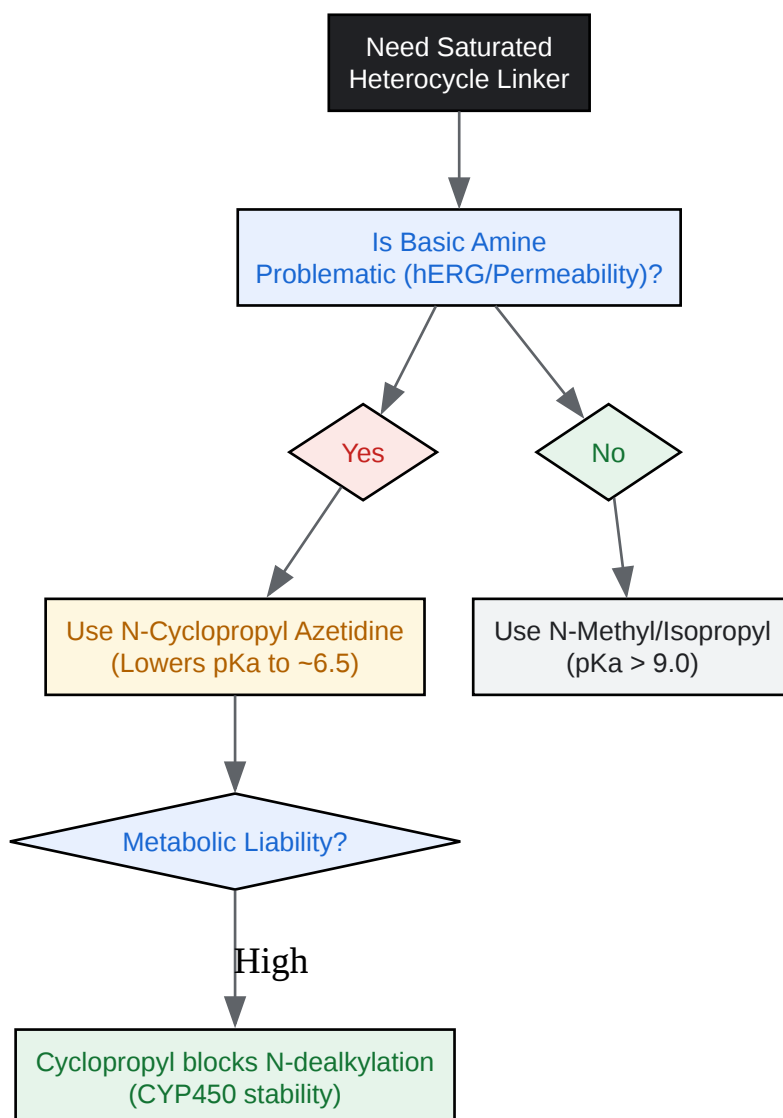 Need Saturated
Heterocycle Linker
Is Basic Amine
Problematic (hERG/Permeability)?
Yes
No
Use N-Cyclopropyl Azetidine
(Lowers pKa to ~6.5)
Use N-Methyl/Isopropyl
(pKa > 9.0)
Metabolic Liability?
High
Cyclopropyl blocks N-dealkylation
(CYP450 stability)